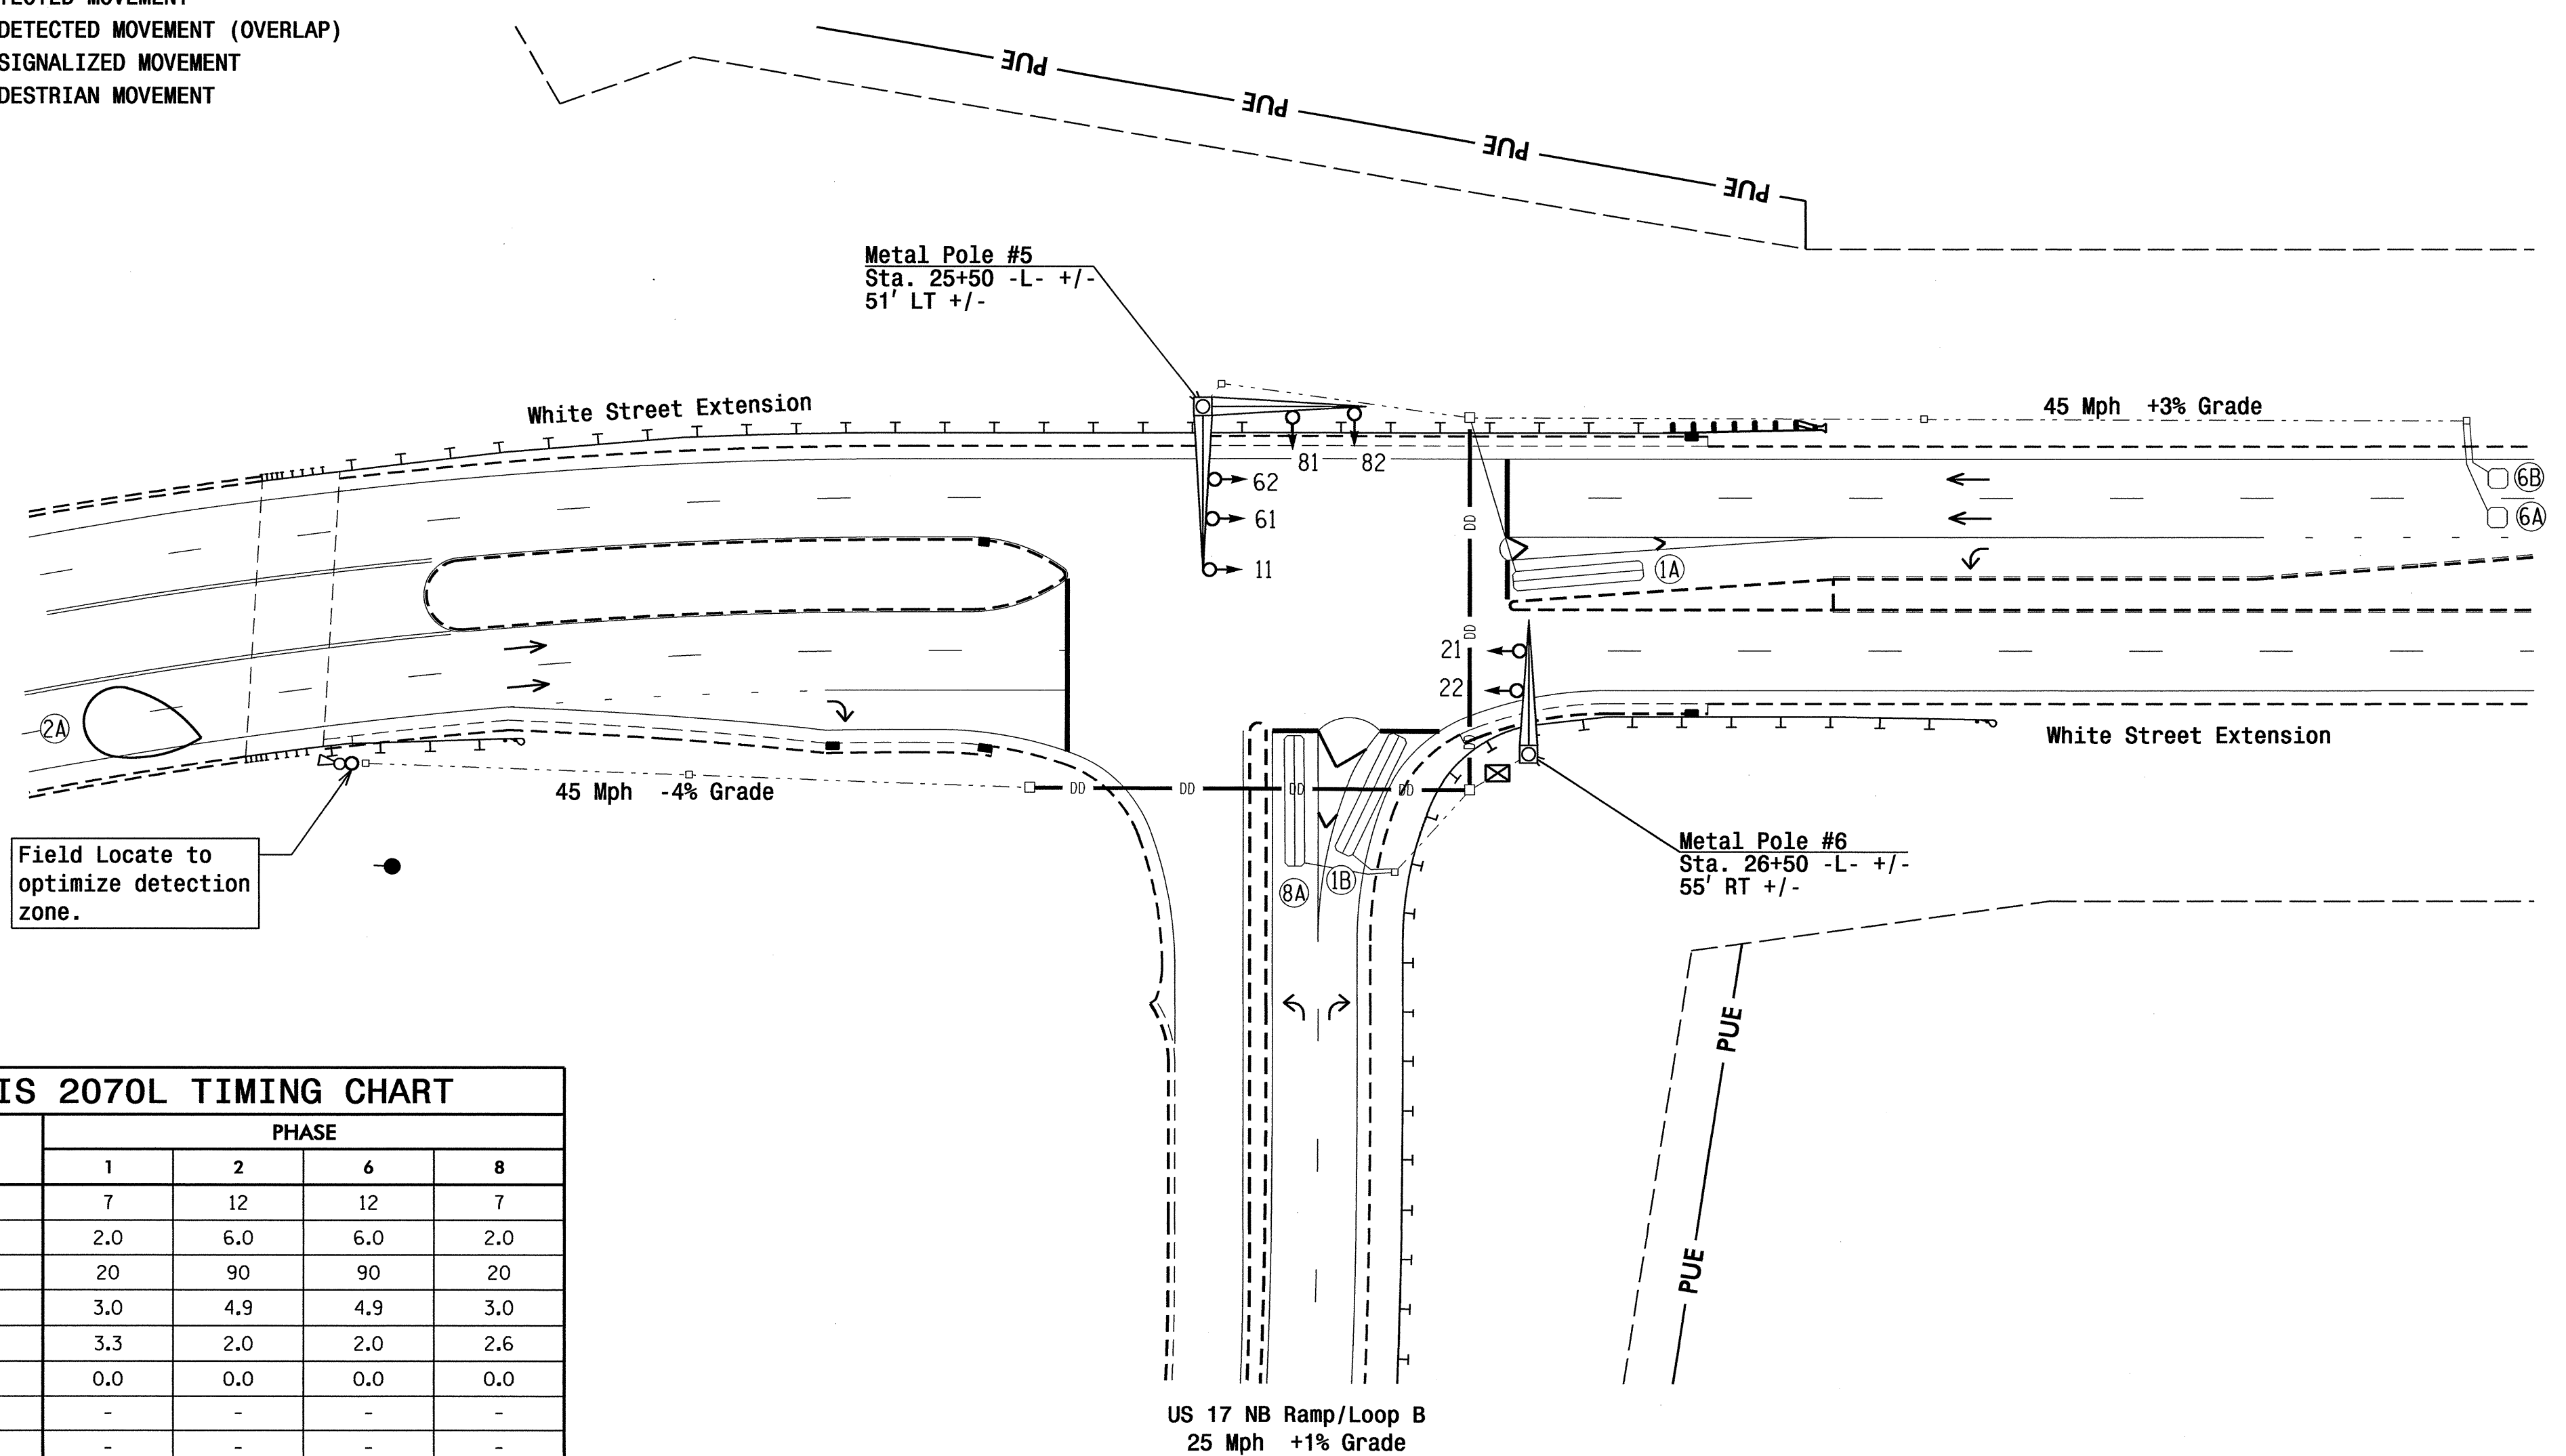 DETECTED MOVEMENT (OVERLAP)
SIGNALIZED MOVEMENT
DESTRIAN MOVEMENT
PUE
PUE
PUE
PUE
Metal Pole #5
Sta. 25+50 -L- +/-
51' LT +/-
White Street Extension
45 Mph +3% Grade
81 82
62
61
11
6B
6A
1A
DD
DD
DD
21
22
2A
White Street Extension
45 Mph -4% Grade
DD DD DD DD
Field Locate to
optimize detection
zone.
8A
1B
Metal Pole #6
Sta. 26+50 -L- +/-
55' RT +/-
PUE
PUE
IS 2070L TIMING CHART
PHASE
1 2 6 8
7 12 12 7
2.0 6.0 6.0 2.0
20 90 90 20
3.0 4.9 4.9 3.0
3.3 2.0 2.0 2.6
0.0 0.0 0.0 0.0
- - - -
- - - -
US 17 NB Ramp/Loop B
25 Mph +1% Grade